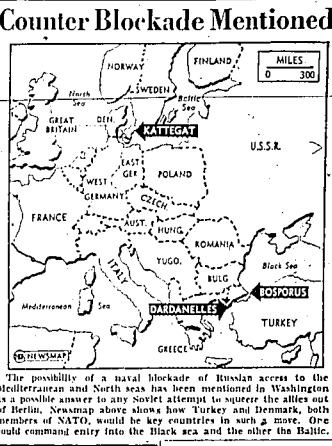 Counter Blockade Mentioned
NORWAY
FINLAND
MILES
0 300
SWEDEN
North
Sea
Baltic
Sea
GREAT
BRITAIN
DEN.
KATTEGAT
U.S.S.R.
EAST
GER.
POLAND
WEST
GERMANY
CZECH.
FRANCE
AUST.
HUNG.
ROMANIA
YUGO.
ITALY
BULG.
Black Sea
BOSPORUS
DARDANELLES
Mediterranean Sea
TURKEY
GREECE
NEWSMAP
The possibility of a naval blockade of Russian access to the
Mediterranean and North seas has been mentioned in Washington
as a possible answer to any Soviet attempt to squeeze the allies out
of Berlin. Newsmap above shows how Turkey and Denmark, both
members of NATO, would be key countries in such a move. One
could command entry into the Black sea and the other the Baltic.